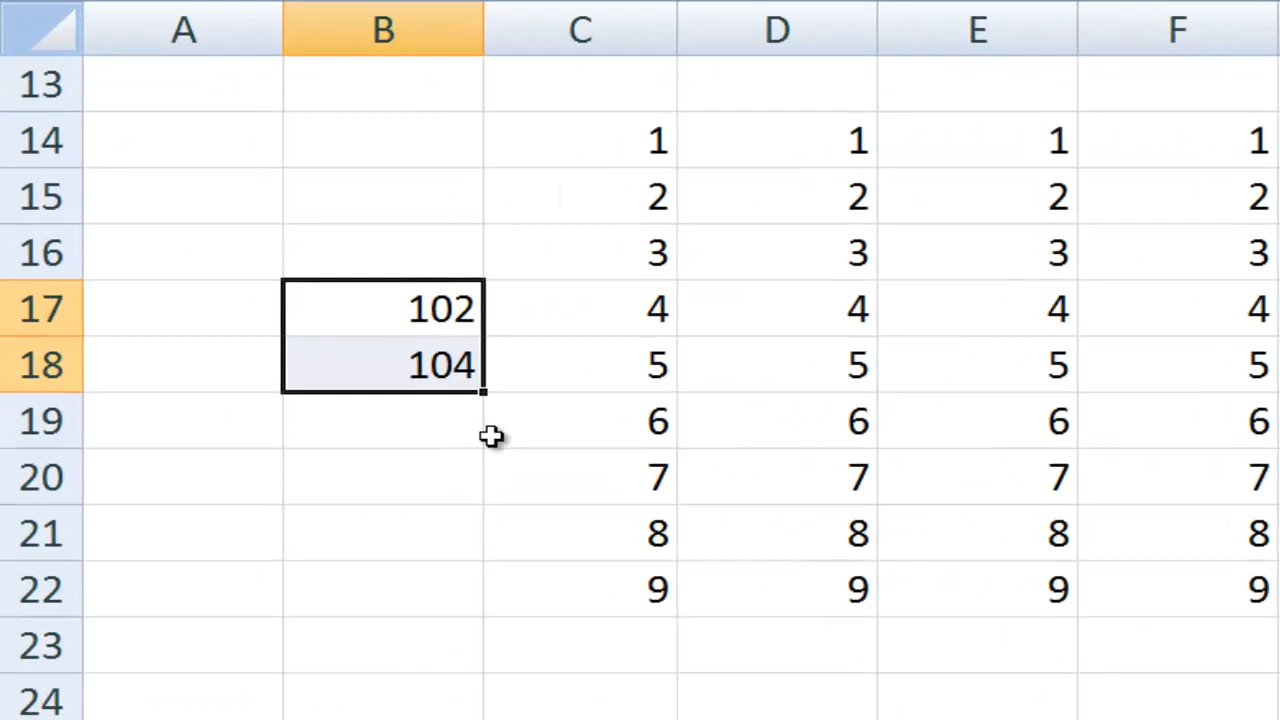 A B C D E F
13
14 1 1 1 1
15 2 2 2 2
16 3 3 3 3
17 102 4 4 4 4
18 104 5 5 5 5
19 6 6 6 6
20 7 7 7 7
21 8 8 8 8
22 9 9 9 9
23
24